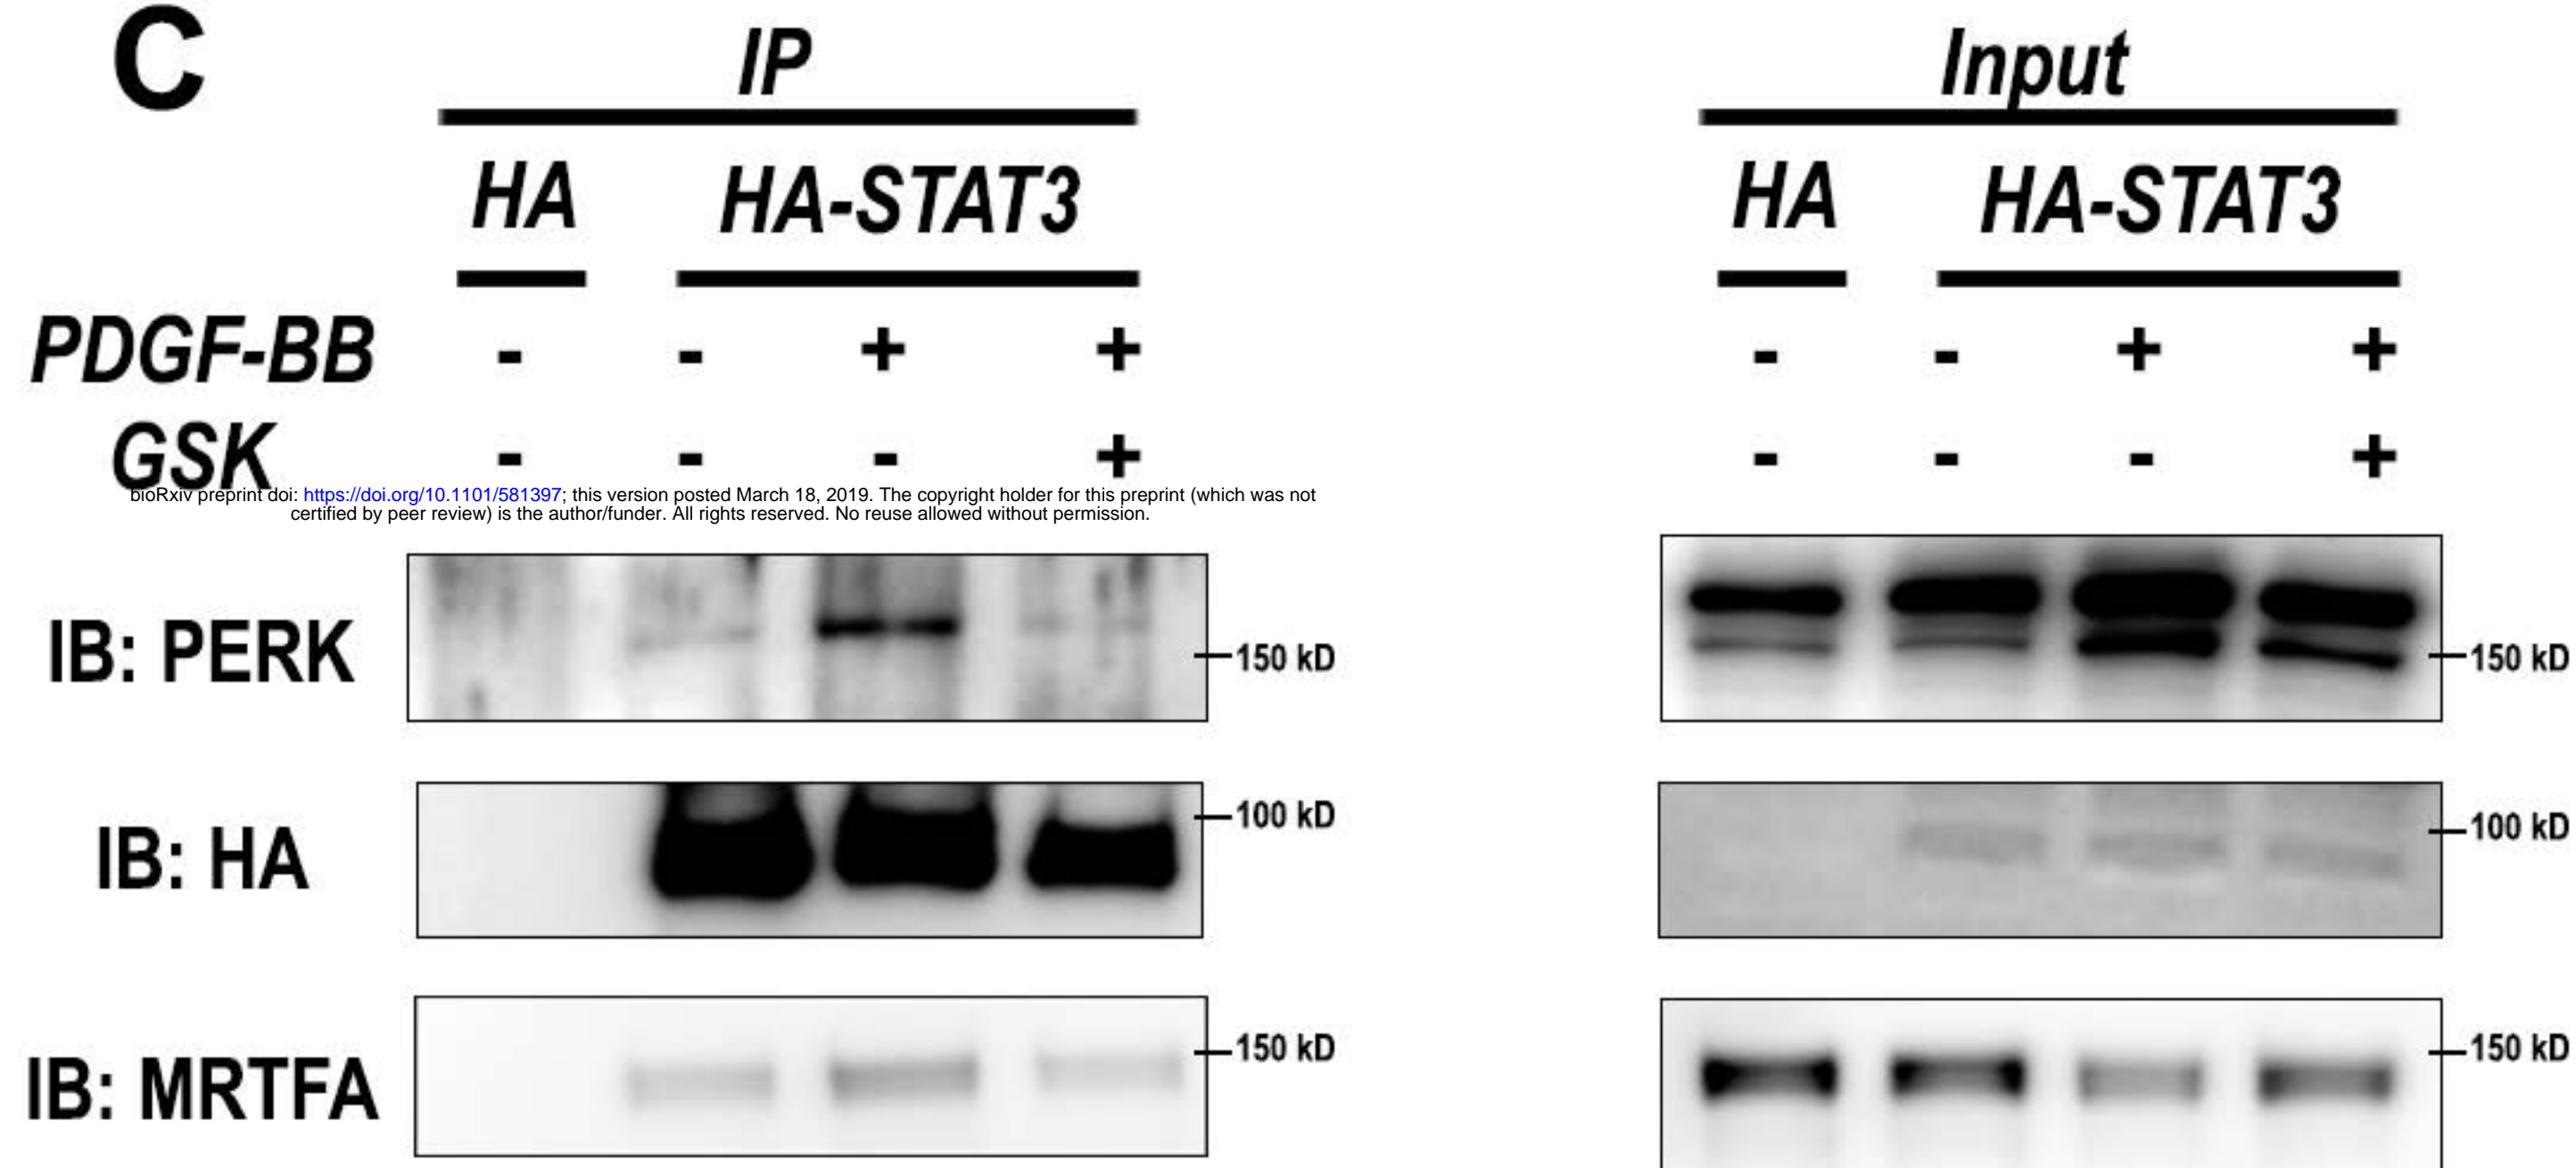 C
IP
Input
HA HA-STAT3
HA HA-STAT3
PDGF-BB - - + + - - + +
GSK - - - + - - - +
bioRxiv preprint doi: https://doi.org/10.1101/581397; this version posted March 18, 2019. The copyright holder for this preprint (which was not
certified by peer review) is the author/funder. All rights reserved. No reuse allowed without permission.
IB: PERK
150 kD
150 kD
IB: HA
100 kD
100 kD
IB: MRTFA
150 kD
150 kD